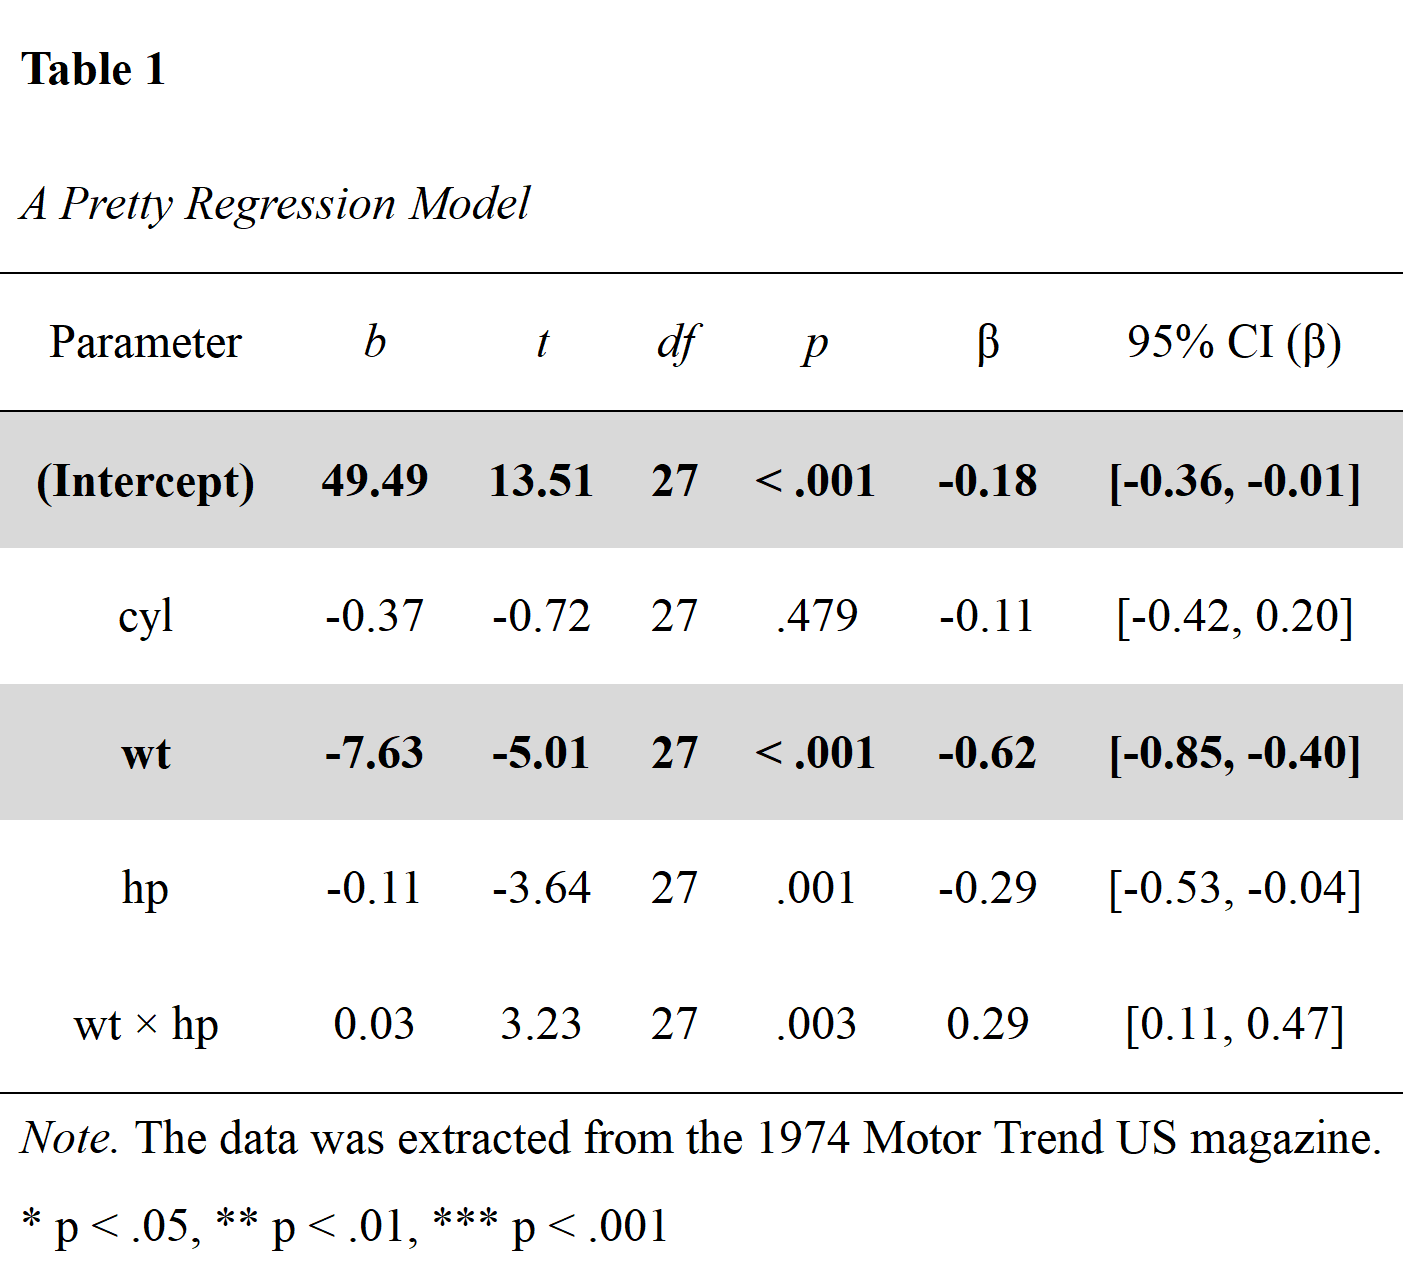 Table 1
A Pretty Regression Model
Parameter b t df p β 95% CI (β)
(Intercept) 49.49 13.51 27 < .001 -0.18 [-0.36, -0.01]
cyl -0.37 -0.72 27 .479 -0.11 [-0.42, 0.20]
wt -7.63 -5.01 27 < .001 -0.62 [-0.85, -0.40]
hp -0.11 -3.64 27 .001 -0.29 [-0.53, -0.04]
wt × hp 0.03 3.23 27 .003 0.29 [0.11, 0.47]
Note. The data was extracted from the 1974 Motor Trend US magazine.
* p < .05, ** p < .01, *** p < .001